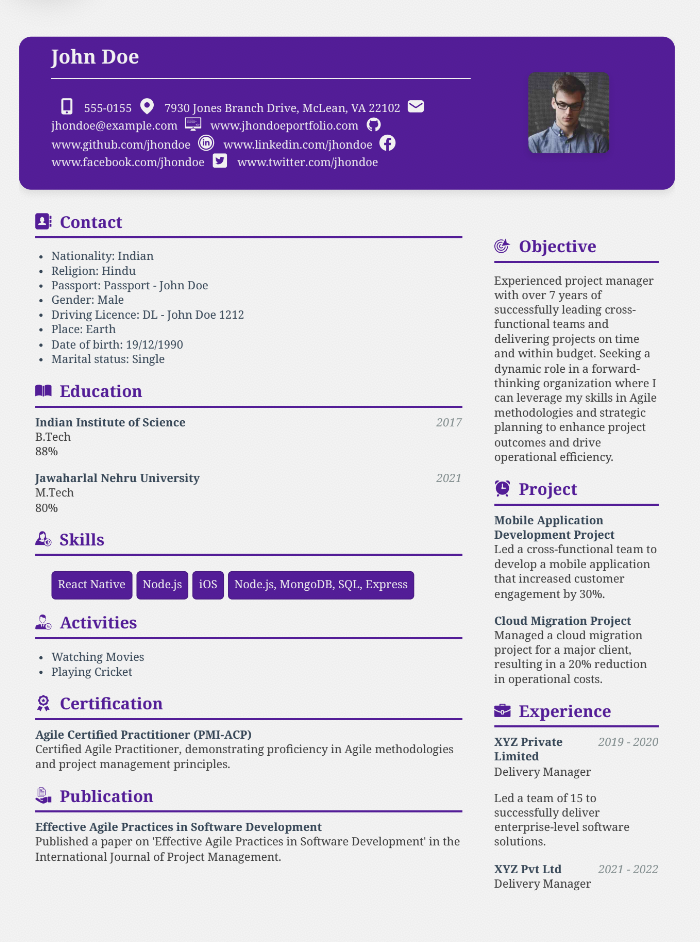 John Doe
555-0155 7930 Jones Branch Drive, McLean, VA 22102
jhondoe@example.com www.jhondoeportfolio.com
www.github.com/jhondoe www.linkedin.com/jhondoe
www.facebook.com/jhondoe www.twitter.com/jhondoe
Contact
• Nationality: Indian
• Religion: Hindu
• Passport: Passport - John Doe
• Gender: Male
• Driving Licence: DL - John Doe 1212
• Place: Earth
• Date of birth: 19/12/1990
• Marital status: Single
Education
Indian Institute of Science 2017
B.Tech
88%
Jawaharlal Nehru University 2021
M.Tech
80%
Skills
React Native Node.js iOS Node.js, MongoDB, SQL, Express
Activities
• Watching Movies
• Playing Cricket
Certification
Agile Certified Practitioner (PMI-ACP)
Certified Agile Practitioner, demonstrating proficiency in Agile methodologies
and project management principles.
Publication
Effective Agile Practices in Software Development
Published a paper on 'Effective Agile Practices in Software Development' in the
International Journal of Project Management.
Objective
Experienced project manager
with over 7 years of
successfully leading cross-
functional teams and
delivering projects on time
and within budget. Seeking a
dynamic role in a forward-
thinking organization where I
can leverage my skills in Agile
methodologies and strategic
planning to enhance project
outcomes and drive
operational efficiency.
Project
Mobile Application
Development Project
Led a cross-functional team to
develop a mobile application
that increased customer
engagement by 30%.
Cloud Migration Project
Managed a cloud migration
project for a major client,
resulting in a 20% reduction
in operational costs.
Experience
XYZ Private 2019 - 2020
Limited
Delivery Manager
Led a team of 15 to
successfully deliver
enterprise-level software
solutions.
XYZ Pvt Ltd 2021 - 2022
Delivery Manager